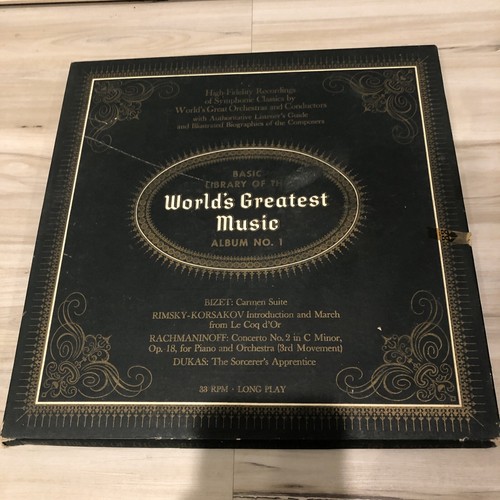 High Fidelity Recordings
of Symphonic Classics by
World's Great Orchestras and Conductors
with Authoritative Listener's Guide
and Illustrated Biographies of the Composers
BASIC
LIBRARY OF THE
World's Greatest
Music
ALBUM NO. 1
BIZET: Carmen Suite
RIMSKY-KORSAKOV Introduction and March
from Le Coq d'Or
RACHMANINOFF: Concerto No. 2 in C Minor,
Op. 18, for Piano and Orchestra (3rd Movement)
DUKAS: The Sorcerer's Apprentice
33 RPM · LONG PLAY